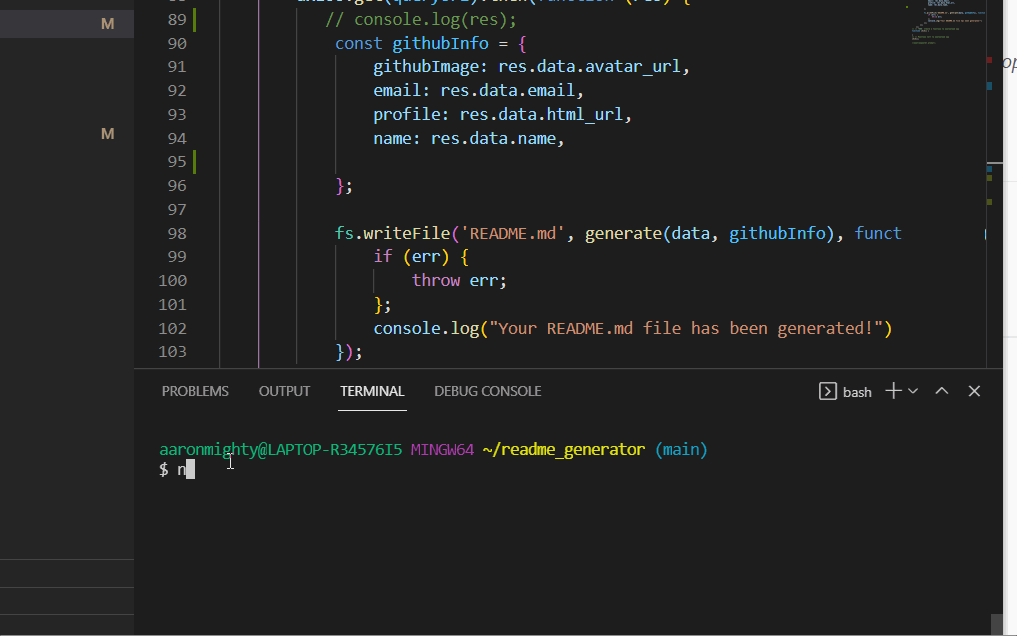 M
89 // console.log(res);
90 const githubInfo = {
91 githubImage: res.data.avatar_url,
92 email: res.data.email,
93 profile: res.data.html_url,
M
94 name: res.data.name,
95
96 };
97
98 fs.writeFile('README.md', generate(data, githubInfo), funct
99 if (err) {
100 throw err;
101 };
102 console.log("Your README.md file has been generated!")
103 });
PROBLEMS OUTPUT TERMINAL DEBUG CONSOLE bash
aaronmighty@LAPTOP-R34576I5 MINGW64 ~/readme_generator (main)
$ n